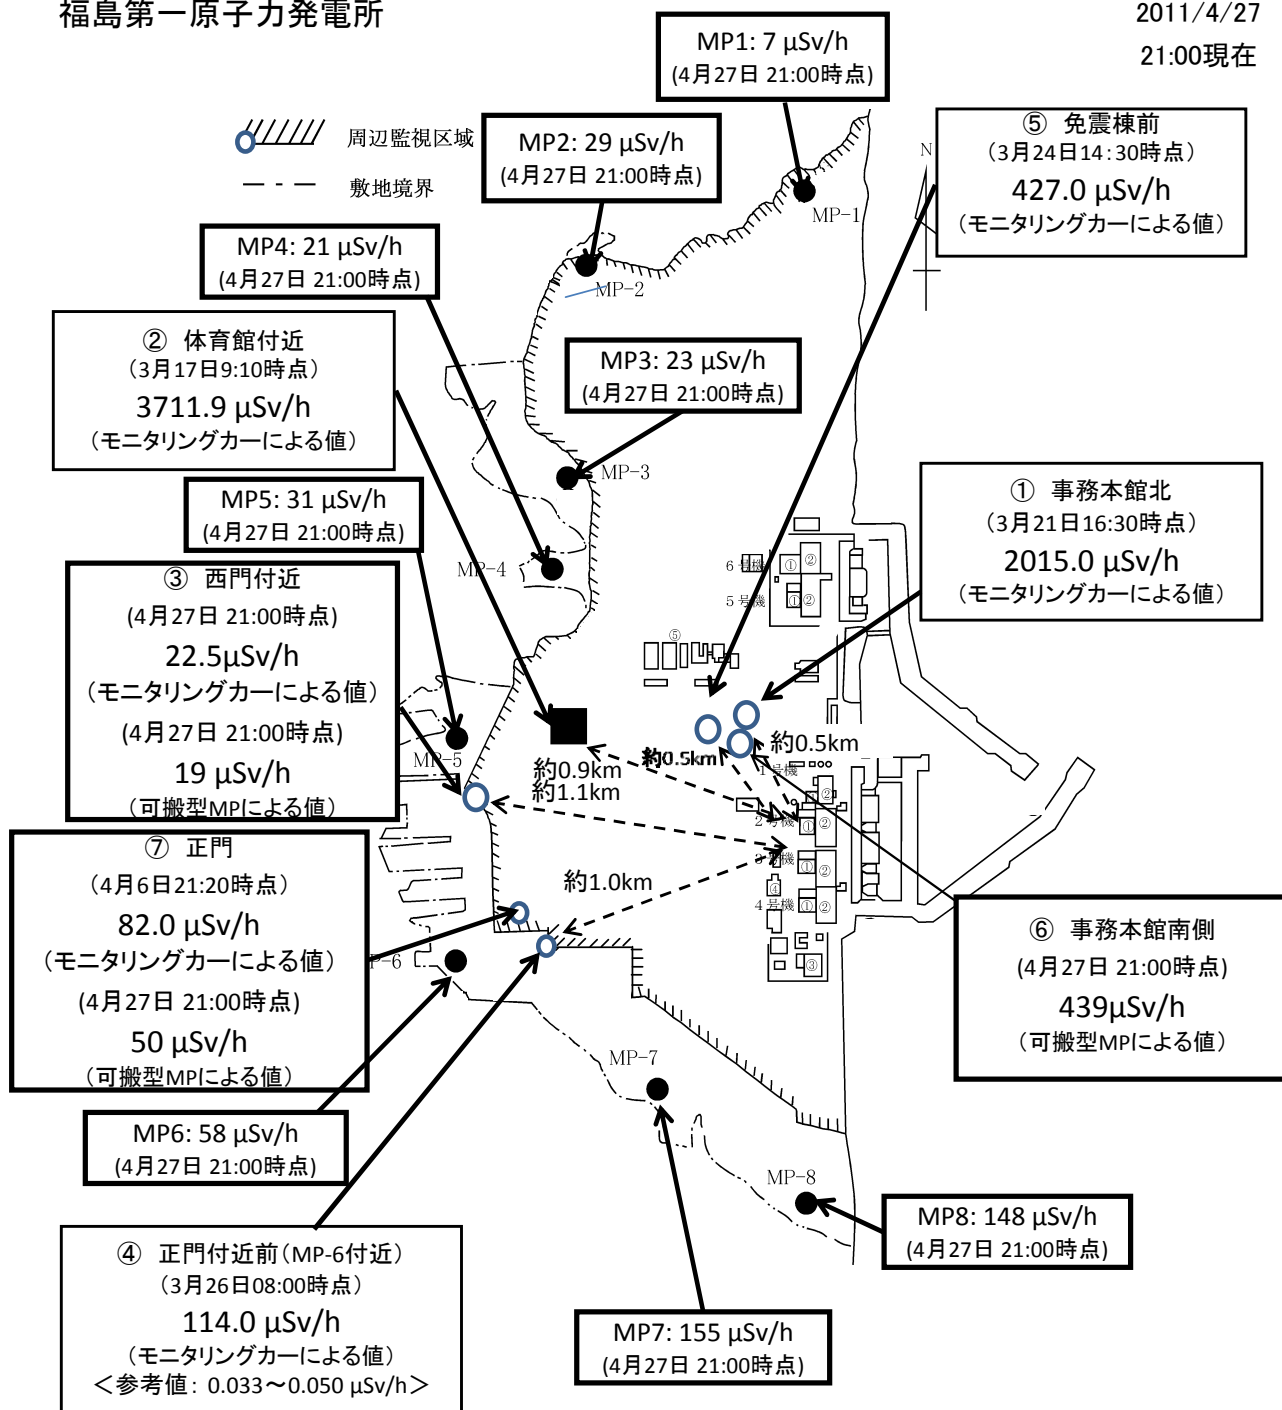 福島第一原子力発電所
2011/4/27
21:00現在
周辺監視区域
敷地境界
MP1: 7 μSv/h
(4月27日 21:00時点)
MP2: 29 μSv/h
(4月27日 21:00時点)
⑤ 免震棟前
(3月24日14:30時点)
427.0 μSv/h
(モニタリングカーによる値)
N
MP-1
MP4: 21 μSv/h
(4月27日 21:00時点)
MP-2
② 体育館付近
(3月17日9:10時点)
3711.9 μSv/h
(モニタリングカーによる値)
MP3: 23 μSv/h
(4月27日 21:00時点)
MP-3
MP5: 31 μSv/h
(4月27日 21:00時点)
① 事務本館北
(3月21日16:30時点)
2015.0 μSv/h
(モニタリングカーによる値)
MP-4
6号機
① ②
5号機
① ②
⑤
③ 西門付近
(4月27日 21:00時点)
22.5μSv/h
(モニタリングカーによる値)
(4月27日 21:00時点)
19 μSv/h
(可搬型MPによる値)
MP-5
約0.9km
約1.1km
約0.5km
約0.5km
1号機
②
2号機
① ②
3号機
① ②
④
4号機
① ②
③
約1.0km
⑦ 正門
(4月6日21:20時点)
82.0 μSv/h
(モニタリングカーによる値)
(4月27日 21:00時点)
50 μSv/h
(可搬型MPによる値)
P-6
⑥ 事務本館南側
(4月27日 21:00時点)
439μSv/h
(可搬型MPによる値)
MP-7
MP6: 58 μSv/h
(4月27日 21:00時点)
MP-8
MP8: 148 μSv/h
(4月27日 21:00時点)
④ 正門付近前(MP-6付近)
(3月26日08:00時点)
114.0 μSv/h
(モニタリングカーによる値)
<参考値: 0.033～0.050 μSv/h>
MP7: 155 μSv/h
(4月27日 21:00時点)